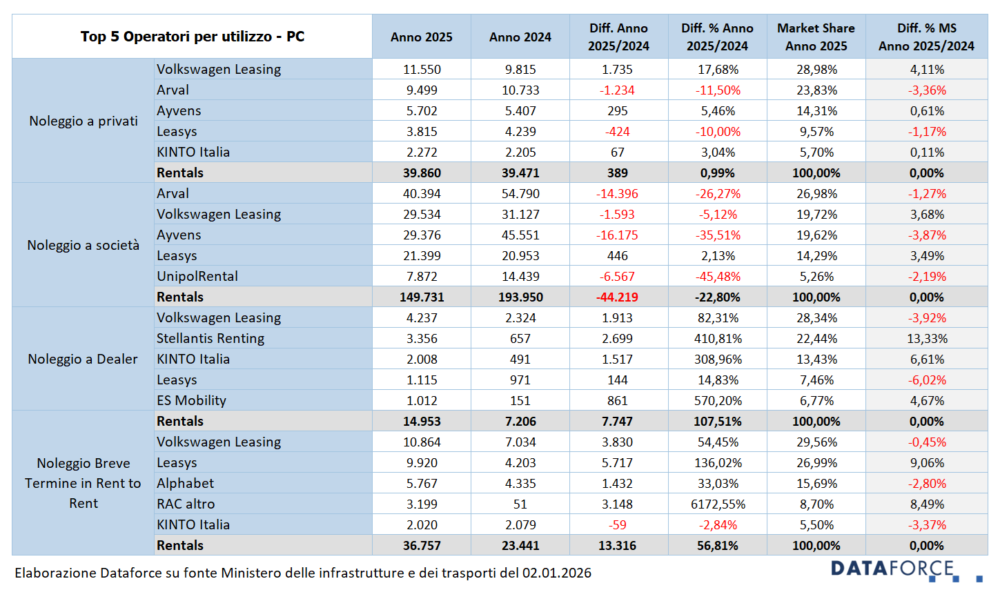 Top 5 Operatori per utilizzo - PC Anno 2025 Anno 2024 Diff. Anno 2025/2024 Diff. % Anno 2025/2024 Market Share Anno 2025 Diff. % MS Anno 2025/2024
Noleggio a privati
Volkswagen Leasing 11.550 9.815 1.735 17,68% 28,98% 4,11%
Arval 9.499 10.733 -1.234 -11,50% 23,83% -3,36%
Ayvens 5.702 5.407 295 5,46% 14,31% 0,61%
Leasys 3.815 4.239 -424 -10,00% 9,57% -1,17%
KINTO Italia 2.272 2.205 67 3,04% 5,70% 0,11%
Rentals 39.860 39.471 389 0,99% 100,00% 0,00%
Noleggio a società
Arval 40.394 54.790 -14.396 -26,27% 26,98% -1,27%
Volkswagen Leasing 29.534 31.127 -1.593 -5,12% 19,72% 3,68%
Ayvens 29.376 45.551 -16.175 -35,51% 19,62% -3,87%
Leasys 21.399 20.953 446 2,13% 14,29% 3,49%
UnipolRental 7.872 14.439 -6.567 -45,48% 5,26% -2,19%
Rentals 149.731 193.950 -44.219 -22,80% 100,00% 0,00%
Noleggio a Dealer
Volkswagen Leasing 4.237 2.324 1.913 82,31% 28,34% -3,92%
Stellantis Renting 3.356 657 2.699 410,81% 22,44% 13,33%
KINTO Italia 2.008 491 1.517 308,96% 13,43% 6,61%
Leasys 1.115 971 144 14,83% 7,46% -6,02%
ES Mobility 1.012 151 861 570,20% 6,77% 4,67%
Rentals 14.953 7.206 7.747 107,51% 100,00% 0,00%
Noleggio Breve
Termine in Rent to
Rent
Volkswagen Leasing 10.864 7.034 3.830 54,45% 29,56% -0,45%
Leasys 9.920 4.203 5.717 136,02% 26,99% 9,06%
Alphabet 5.767 4.335 1.432 33,03% 15,69% -2,80%
RAC altro 3.199 51 3.148 6172,55% 8,70% 8,49%
KINTO Italia 2.020 2.079 -59 -2,84% 5,50% -3,37%
Rentals 36.757 23.441 13.316 56,81% 100,00% 0,00%
Elaborazione Dataforce su fonte Ministero delle infrastrutture e dei trasporti del 02.01.2026
DATAFORCE